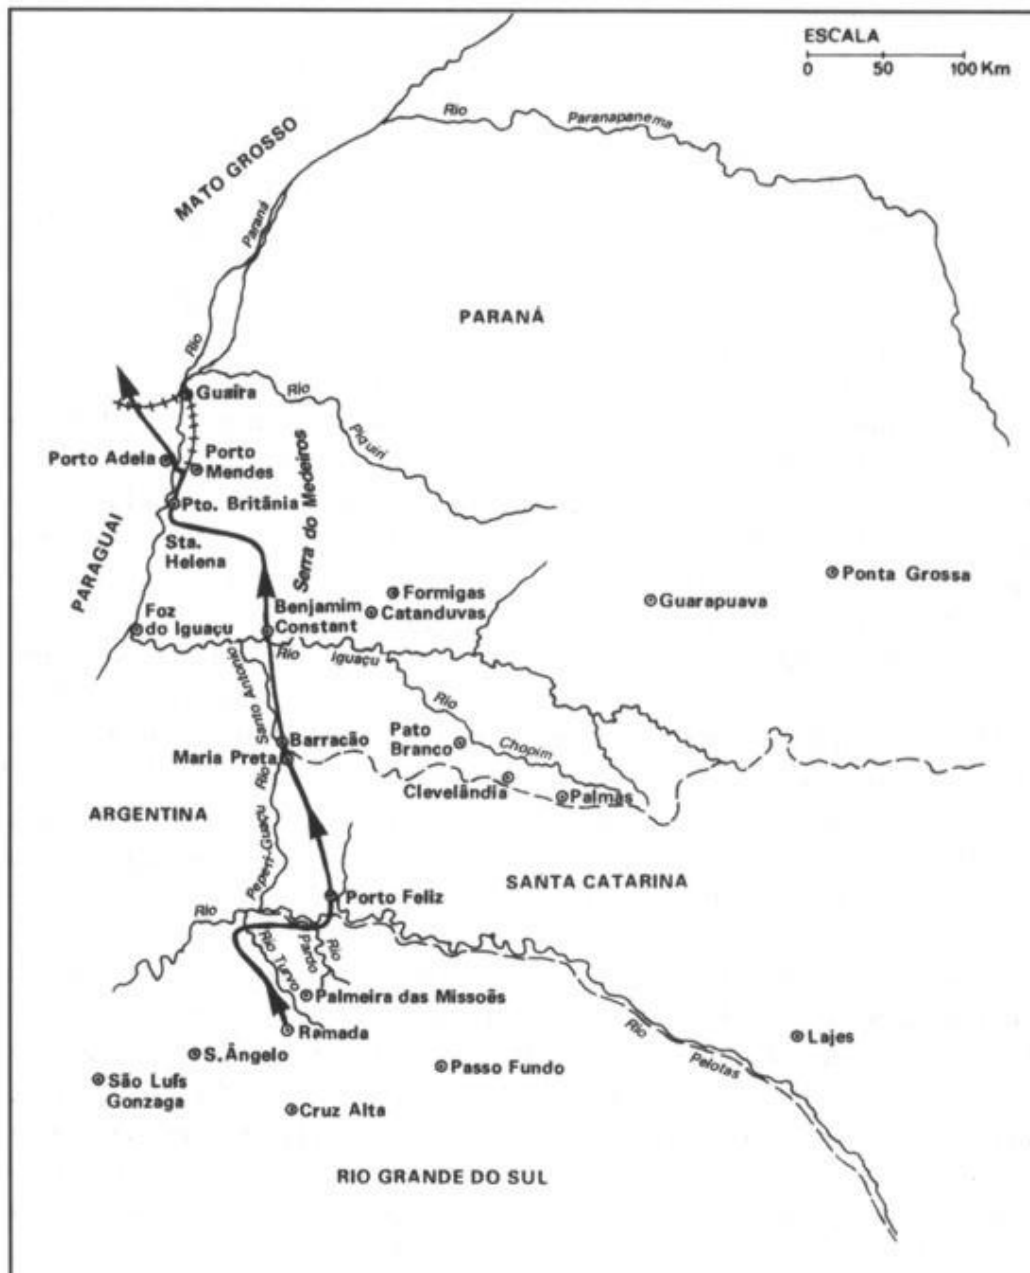 ESCALA
0 50 100 Km
Rio
Paranapanema
MATO GROSSO
Paraná
Rio
PARANÁ
Guaíra
Rio
Piquiri
Porto Adela
Porto
Mendes
Pto. Britânia
Serra do Medeiros
Sta.
Helena
PARAGUAI
Foz
do Iguaçu
Benjamim
Constant
Formigas
Catanduvas
Guarapuava
Ponta Grossa
Rio
Iguaçu
Rio Santo Antonio
Rio
Chopim
Barracão
Maria Preta
Pato
Branco
Clevelândia
Palmas
ARGENTINA
Peperi-Guaçu
SANTA CATARINA
Porto Feliz
Rio
Rio Turvo
Pardo
Rio
Palmeira das Missoẽs
Ramada
Rio
Pelotas
Lajes
S. Ângelo
Passo Fundo
São Luís
Gonzaga
Cruz Alta
RIO GRANDE DO SUL